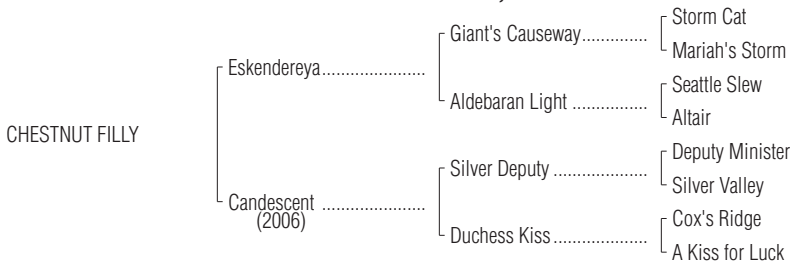 Storm Cat
Giant's Causeway..............
Mariah's Storm
Eskendereya......................
Seattle Slew
Aldebaran Light ................
Altair
CHESTNUT FILLY
Deputy Minister
Silver Deputy ....................
Silver Valley
Candescent ......................
(2006)
Cox's Ridge
Duchess Kiss....................
A Kiss for Luck